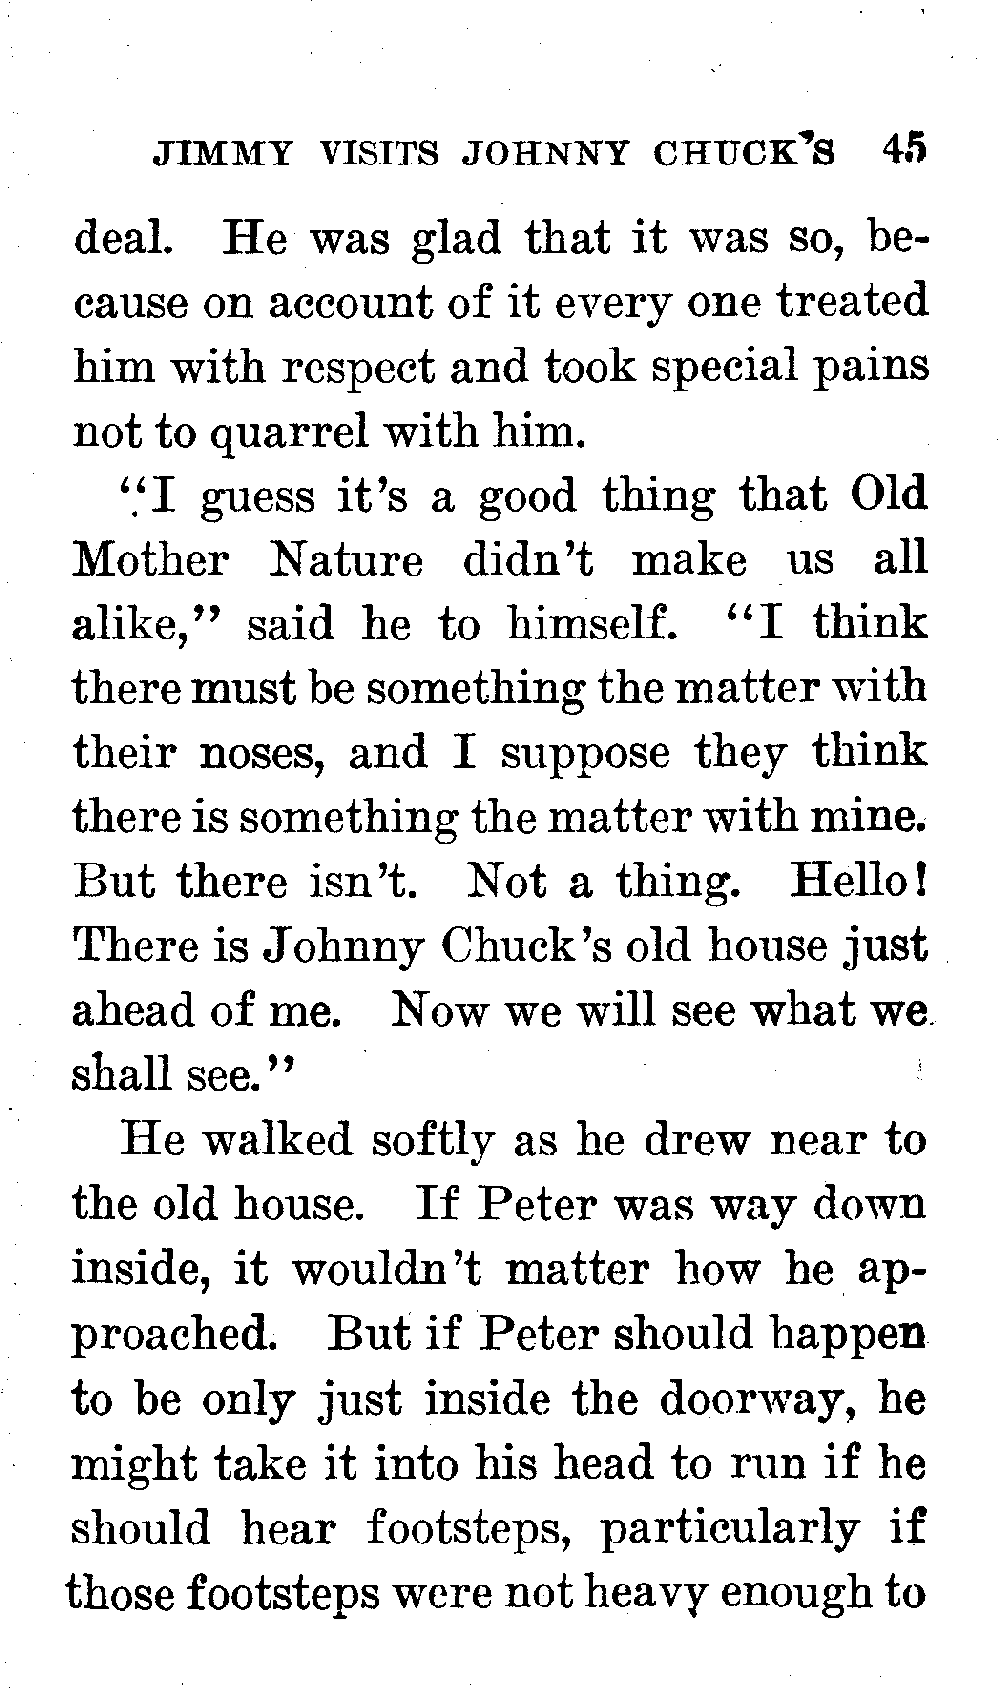 JIMMY VISITS JOHNNY CHUCK'S 45
deal. He was glad that it was so, be-
cause on account of it every one treated
him with respect and took special pains
not to quarrel with him.
"I guess it's a good thing that Old
Mother Nature didn't make us all
alike," said he to himself. "I think
there must be something the matter with
their noses, and I suppose they think
there is something the matter with mine.
But there isn't. Not a thing. Hello!
There is Johnny Chuck's old house just
ahead of me. Now we will see what we
shall see."
He walked softly as he drew near to
the old house. If Peter was way down
inside, it wouldn't matter how he ap-
proached. But if Peter should happen
to be only just inside the doorway, he
might take it into his head to run if he
should hear footsteps, particularly if
those footsteps were not heavy enough to